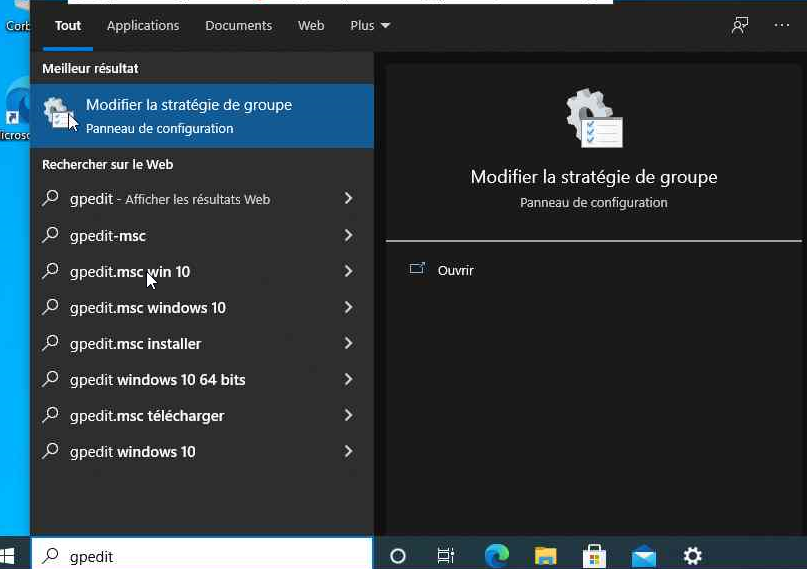 Corb
Tout Applications Documents Web Plus ...
Meilleur résultat
Modifier la stratégie de groupe
Panneau de configuration
icroso
Rechercher sur le Web
gpedit - Afficher les résultats Web
gpedit-msc
gpedit.msc win 10
gpedit.msc windows 10
gpedit.msc installer
gpedit windows 10 64 bits
gpedit.msc télécharger
gpedit windows 10
Modifier la stratégie de groupe
Panneau de configuration
Ouvrir
gpedit